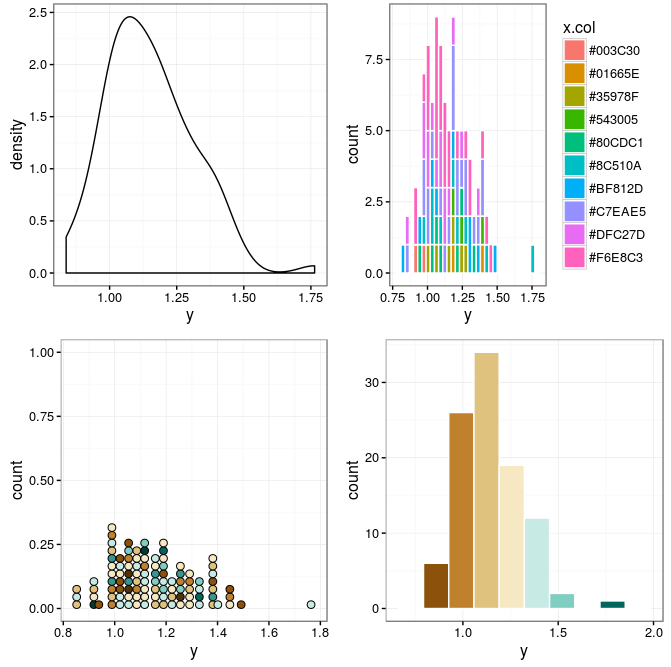 density
2.5
2.0
1.5
1.0
0.5
0.0
1.00 1.25 1.50 1.75
y
count
7.5
5.0
2.5
0.0
0.75 1.00 1.25 1.50 1.75
y
x.col
#003C30
#01665E
#35978F
#543005
#80CDC1
#8C510A
#BF812D
#C7EAE5
#DFC27D
#F6E8C3
count
1.00
0.75
0.50
0.25
0.00
0.8 1.0 1.2 1.4 1.6 1.8
y
count
30
20
10
0
1.0 1.5 2.0
y